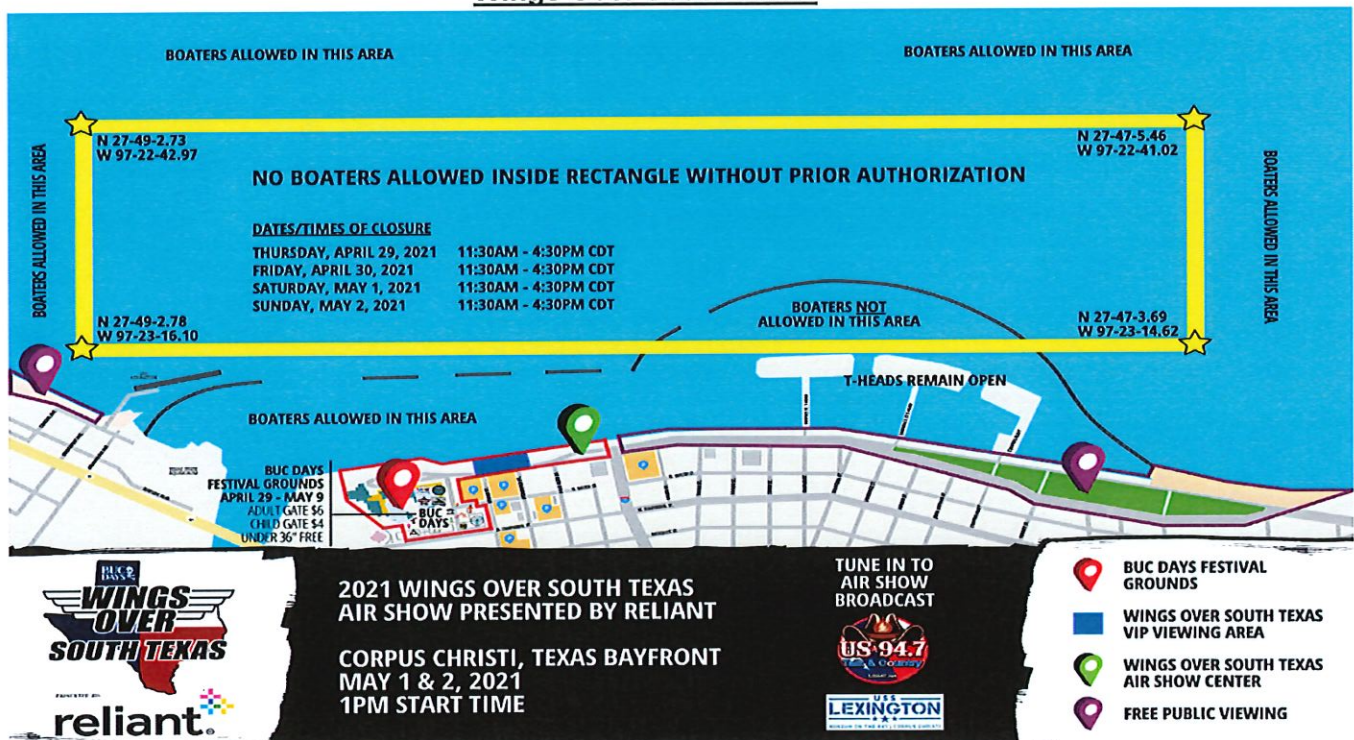 BOATERS ALLOWED IN THIS AREA
BOATERS ALLOWED IN THIS AREA
N 27-49-2.73
W 97-22-42.97
N 27-47-5.46
W 97-22-41.02
BOATERS ALLOWED IN THIS AREA
BOATERS ALLOWED IN THIS AREA
NO BOATERS ALLOWED INSIDE RECTANGLE WITHOUT PRIOR AUTHORIZATION
DATES/TIMES OF CLOSURE
THURSDAY, APRIL 29, 2021 11:30AM - 4:30PM CDT
FRIDAY, APRIL 30, 2021 11:30AM - 4:30PM CDT
SATURDAY, MAY 1, 2021 11:30AM - 4:30PM CDT
SUNDAY, MAY 2, 2021 11:30AM - 4:30PM CDT
BOATERS NOT
ALLOWED IN THIS AREA
N 27-49-2.78
W 97-23-16.10
N 27-47-3.69
W 97-23-14.62
T-HEADS REMAIN OPEN
BOATERS ALLOWED IN THIS AREA
BUC DAYS
FESTIVAL GROUNDS
APRIL 29 - MAY 9
ADULT GATE $6
CHILD GATE $4
UNDER 36" FREE
BUC
DAYS
BUC
DAYS
WINGS
OVER
SOUTH TEXAS
reliant
2021 WINGS OVER SOUTH TEXAS
AIR SHOW PRESENTED BY RELIANT
CORPUS CHRISTI, TEXAS BAYFRONT
MAY 1 & 2, 2021
1PM START TIME
TUNE IN TO
AIR SHOW
BROADCAST
US 94.7
USS
LEXINGTON
BUC DAYS FESTIVAL
GROUNDS
WINGS OVER SOUTH TEXAS
VIP VIEWING AREA
WINGS OVER SOUTH TEXAS
AIR SHOW CENTER
FREE PUBLIC VIEWING